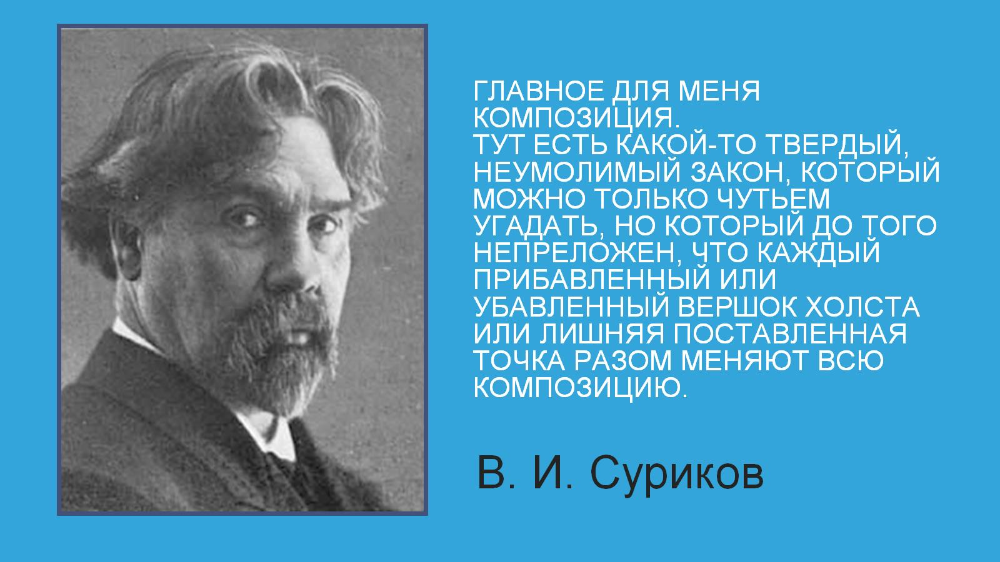 ГЛАВНОЕ ДЛЯ МЕНЯ
КОМПОЗИЦИЯ.
ТУТ ЕСТЬ КАКОЙ-ТО ТВЕРДЫЙ,
НЕУМОЛИМЫЙ ЗАКОН, КОТОРЫЙ
МОЖНО ТОЛЬКО ЧУТЬЕМ
УГАДАТЬ, НО КОТОРЫЙ ДО ТОГО
НЕПРЕЛОЖЕН, ЧТО КАЖДЫЙ
ПРИБАВЛЕННЫЙ ИЛИ
УБАВЛЕННЫЙ ВЕРШОК ХОЛСТА
ИЛИ ЛИШНЯЯ ПОСТАВЛЕННАЯ
ТОЧКА РАЗОМ МЕНЯЮТ ВСЮ
КОМПОЗИЦИЮ.
В. И. Суриков